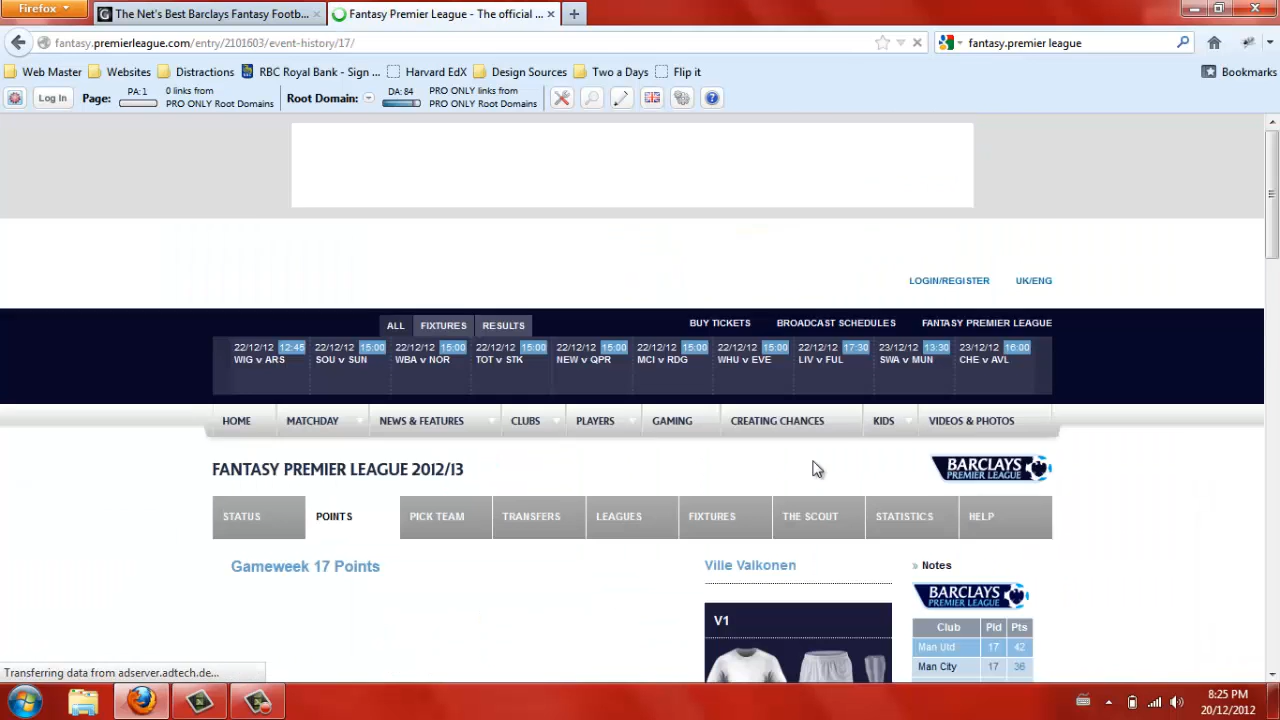 Firefox
The Net's Best Barclays Fantasy Footb...
Fantasy Premier League - The official ...
fantasy.premierleague.com/entry/2101603/event-history/17/
fantasy.premier league
Web Master
Websites
Distractions
RBC Royal Bank - Sign ...
Harvard EdX
Design Sources
Two a Days
Flip it
Bookmarks
Log In
Page:
PA: 1
0 links from
PRO ONLY Root Domains
Root Domain:
DA: 84
PRO ONLY links from
PRO ONLY Root Domains
LOGIN/REGISTER
UK/ENG
ALL
FIXTURES
RESULTS
BUY TICKETS
BROADCAST SCHEDULES
FANTASY PREMIER LEAGUE
22/12/12 12:45
WIG v ARS
22/12/12 15:00
SOU v SUN
22/12/12 15:00
WBA v NOR
22/12/12 15:00
TOT v STK
22/12/12 15:00
NEW v QPR
22/12/12 15:00
MCI v RDG
22/12/12 15:00
WHU v EVE
22/12/12 17:30
LIV v FUL
23/12/12 13:30
SWA v MUN
23/12/12 16:00
CHE v AVL
HOME
MATCHDAY
NEWS & FEATURES
CLUBS
PLAYERS
GAMING
CREATING CHANCES
KIDS
VIDEOS & PHOTOS
FANTASY PREMIER LEAGUE 2012/13
BARCLAYS
PREMIER LEAGUE
STATUS
POINTS
PICK TEAM
TRANSFERS
LEAGUES
FIXTURES
THE SCOUT
STATISTICS
HELP
Gameweek 17 Points
Ville Valkonen
V1
» Notes
BARCLAYS
PREMIER LEAGUE
Club Pld Pts
Man Utd 17 42
Man City 17 36
Transferring data from adserver.adtech.de...
8:25 PM
20/12/2012